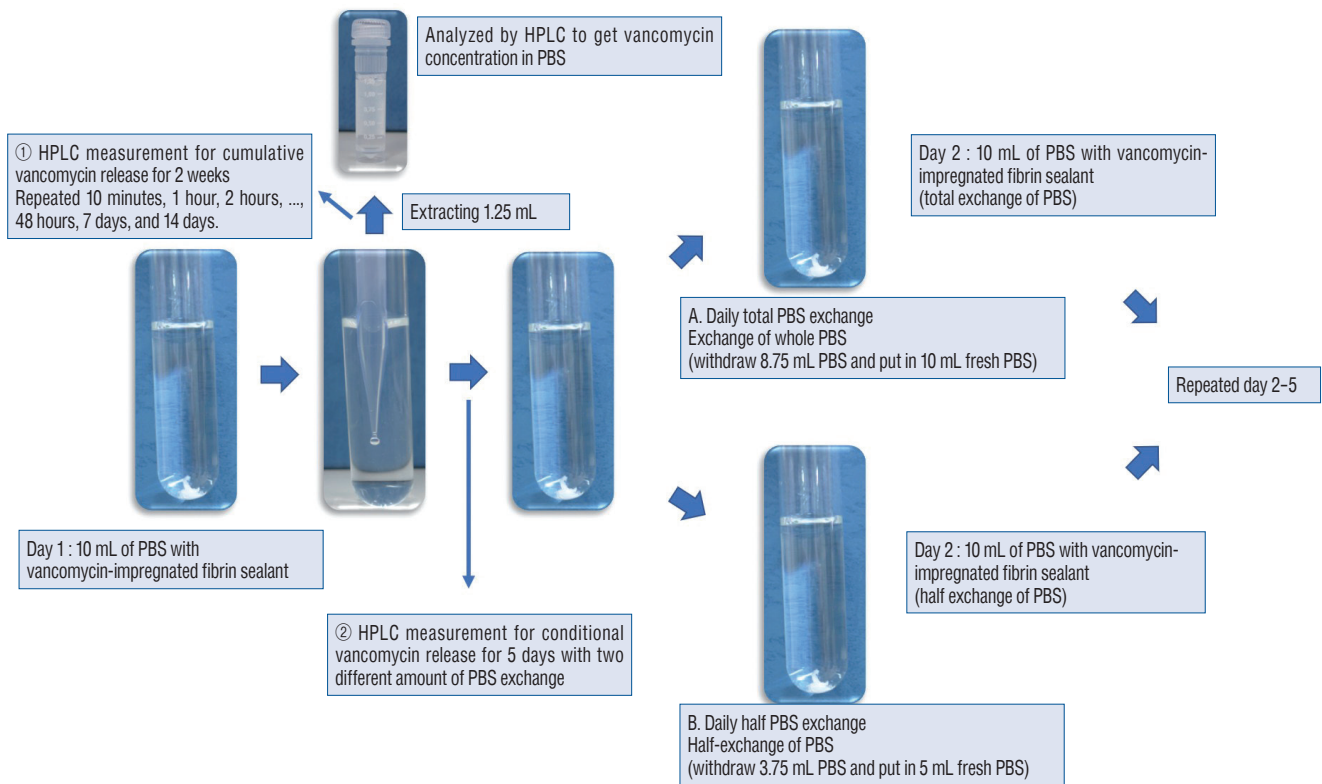 Analyzed by HPLC to get vancomycin
concentration in PBS
① HPLC measurement for cumulative
vancomycin release for 2 weeks
Repeated 10 minutes, 1 hour, 2 hours, ...,
48 hours, 7 days, and 14 days.
Extracting 1.25 mL
Day 1 : 10 mL of PBS with
vancomycin-impregnated fibrin sealant
② HPLC measurement for conditional
vancomycin release for 5 days with two
different amount of PBS exchange
A. Daily total PBS exchange
Exchange of whole PBS
(withdraw 8.75 mL PBS and put in 10 mL fresh PBS)
Day 2 : 10 mL of PBS with vancomycin-
impregnated fibrin sealant
(total exchange of PBS)
B. Daily half PBS exchange
Half-exchange of PBS
(withdraw 3.75 mL PBS and put in 5 mL fresh PBS)
Day 2 : 10 mL of PBS with vancomycin-
impregnated fibrin sealant
(half exchange of PBS)
Repeated day 2–5